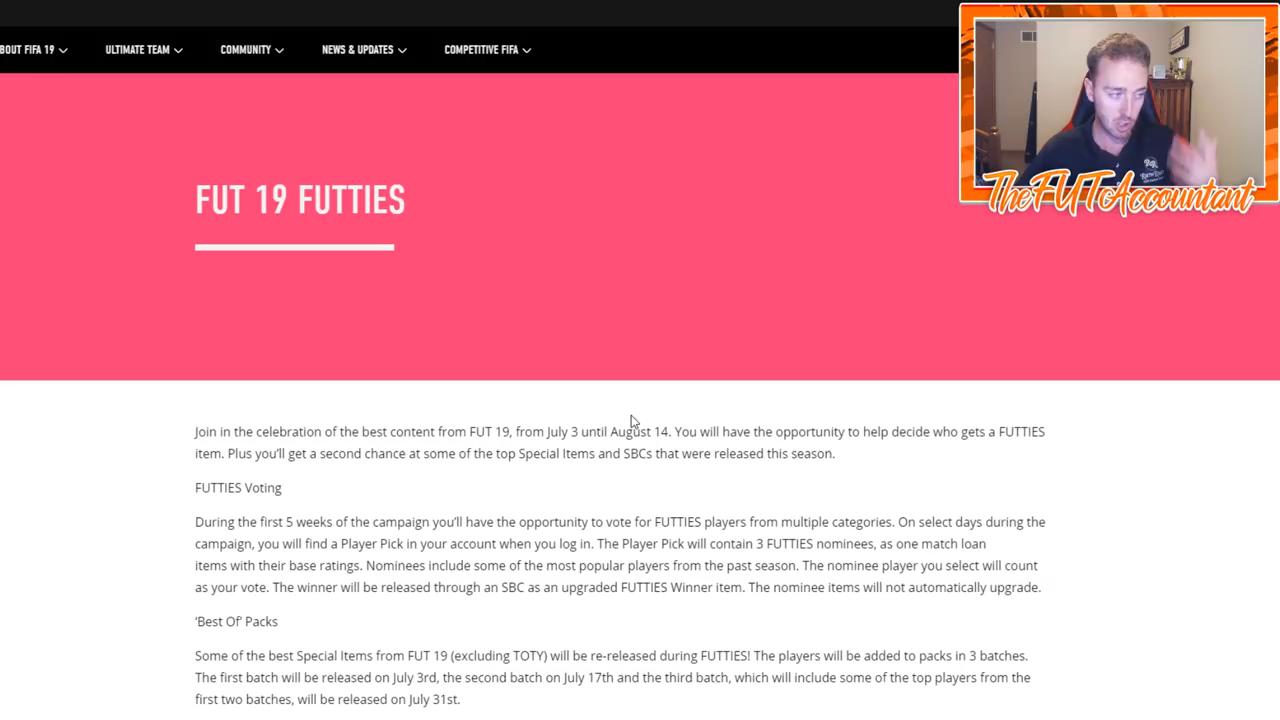 BOUT FIFA 19 ULTIMATE TEAM COMMUNITY NEWS & UPDATES COMPETITIVE FIFA
TheFUTAccountant
FUT 19 FUTTIES
Join in the celebration of the best content from FUT 19, from July 3 until August 14. You will have the opportunity to help decide who gets a FUTTIES
item. Plus you'll get a second chance at some of the top Special Items and SBCs that were released this season.
FUTTIES Voting
During the first 5 weeks of the campaign you'll have the opportunity to vote for FUTTIES players from multiple categories. On select days during the
campaign, you will find a Player Pick in your account when you log in. The Player Pick will contain 3 FUTTIES nominees, as one match loan
items with their base ratings. Nominees include some of the most popular players from the past season. The nominee player you select will count
as your vote. The winner will be released through an SBC as an upgraded FUTTIES Winner item. The nominee items will not automatically upgrade.
'Best Of' Packs
Some of the best Special Items from FUT 19 (excluding TOTY) will be re-released during FUTTIES! The players will be added to packs in 3 batches.
The first batch will be released on July 3rd, the second batch on July 17th and the third batch, which will include some of the top players from the
first two batches, will be released on July 31st.